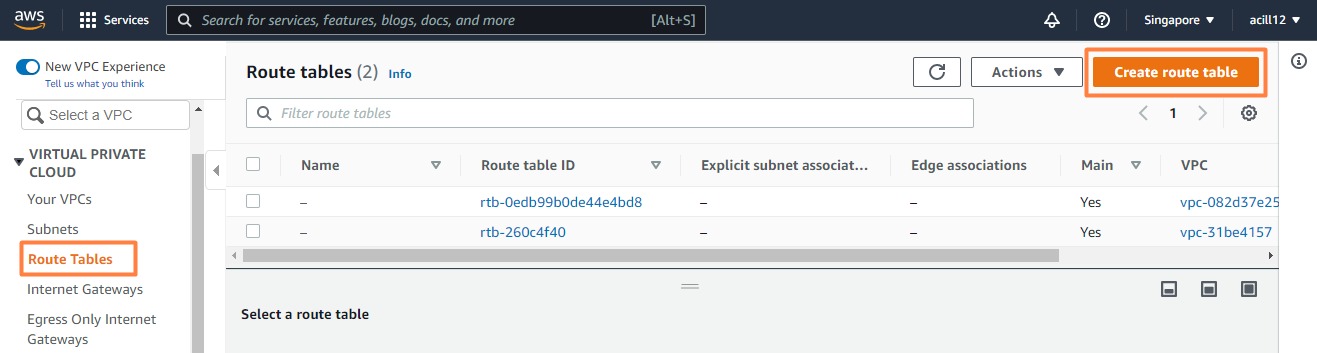 aws Services Search for services, features, blogs, docs, and more [Alt+S] Singapore ▼ acill12 ▼
New VPC Experience
Tell us what you think
Select a VPC
VIRTUAL PRIVATE
CLOUD
Your VPCs
Subnets
Route Tables
Internet Gateways
Egress Only Internet
Gateways
Route tables (2) Info
Actions ▼ Create route table
Filter route tables
1
Name Route table ID Explicit subnet associat... Edge associations Main VPC
– rtb-0edb99b0de44e4bd8 – – Yes vpc-082d37e25
– rtb-260c4f40 – – Yes vpc-31be4157
Select a route table